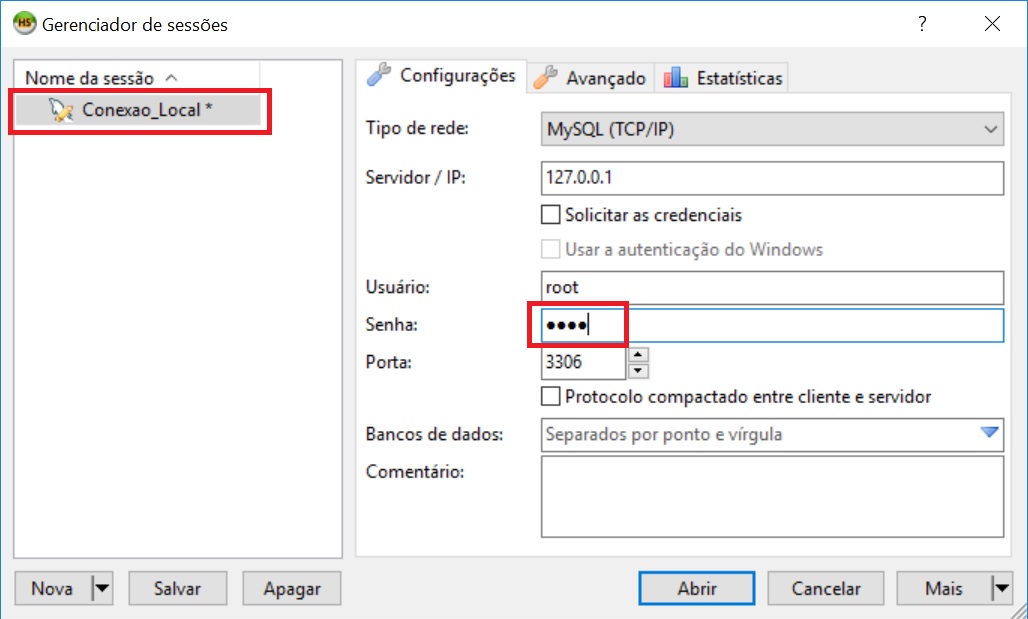 HS Gerenciador de sessões ?
Nome da sessão
Conexao_Local *
Configurações Avançado Estatísticas
Tipo de rede: MySQL (TCP/IP)
Servidor / IP: 127.0.0.1
Solicitar as credenciais
Usar a autenticação do Windows
Usuário: root
Senha: ●●●●
Porta: 3306
Protocolo compactado entre cliente e servidor
Bancos de dados: Separados por ponto e vírgula
Comentário:
Nova Salvar Apagar Abrir Cancelar Mais